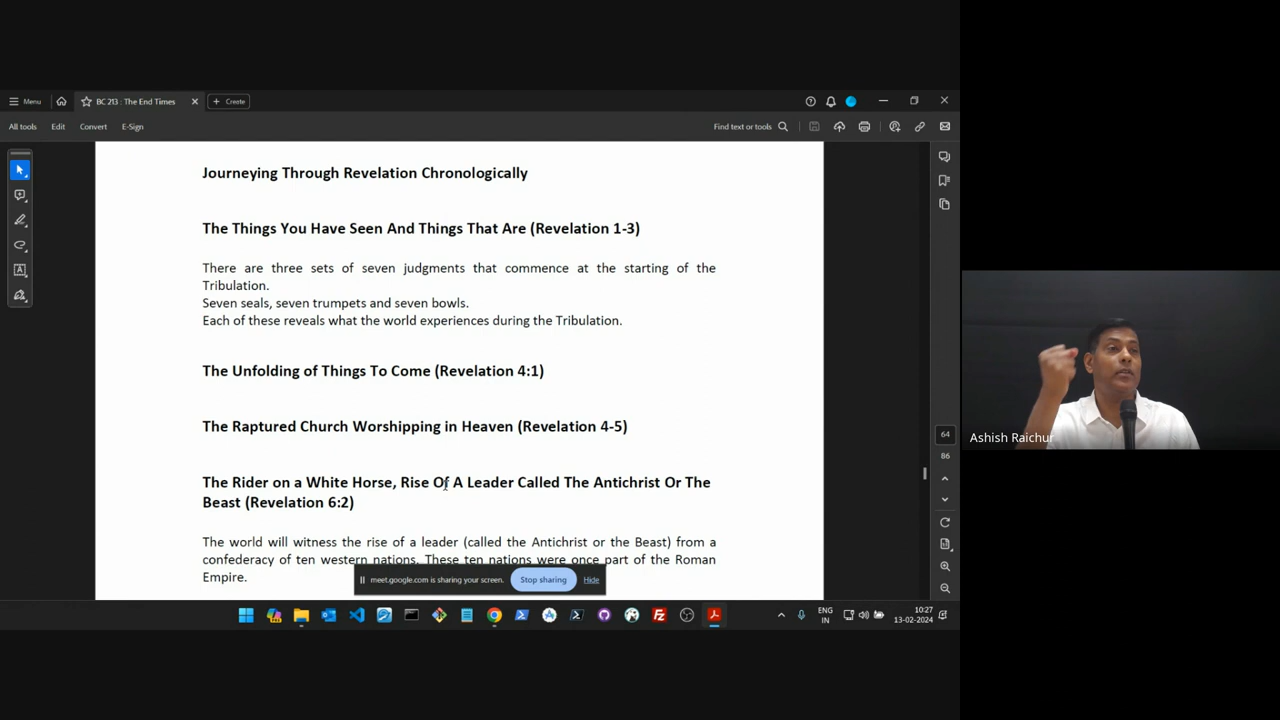 Menu
BC 213 : The End Times
Create
All tools
Edit
Convert
E-Sign
Find text or tools
Journeying Through Revelation Chronologically
The Things You Have Seen And Things That Are (Revelation 1-3)
There are three sets of seven judgments that commence at the starting of the
Tribulation.
Seven seals, seven trumpets and seven bowls.
Each of these reveals what the world experiences during the Tribulation.
The Unfolding of Things To Come (Revelation 4:1)
The Raptured Church Worshipping in Heaven (Revelation 4-5)
The Rider on a White Horse, Rise Of A Leader Called The Antichrist Or The
Beast (Revelation 6:2)
The world will witness the rise of a leader (called the Antichrist or the Beast) from a
confederacy of ten western nations. These ten nations were once part of the Roman
Empire.
meet.google.com is sharing your screen.
Stop sharing
Hide
64
86
Ashish Raichur
ENG
IN
10:27
13-02-2024